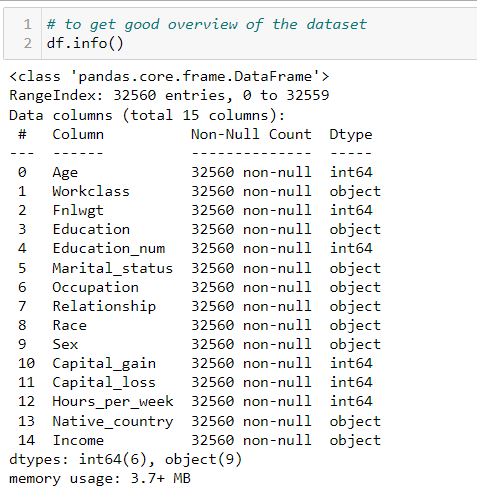 1 # to get good overview of the dataset
2 df.info()
<class 'pandas.core.frame.DataFrame'>
RangeIndex: 32560 entries, 0 to 32559
Data columns (total 15 columns):
 #   Column          Non-Null Count  Dtype
---  ------          --------------  -----
 0   Age             32560 non-null  int64
 1   Workclass       32560 non-null  object
 2   Fnlwgt          32560 non-null  int64
 3   Education       32560 non-null  object
 4   Education_num   32560 non-null  int64
 5   Marital_status  32560 non-null  object
 6   Occupation      32560 non-null  object
 7   Relationship    32560 non-null  object
 8   Race            32560 non-null  object
 9   Sex             32560 non-null  object
 10  Capital_gain    32560 non-null  int64
 11  Capital_loss    32560 non-null  int64
 12  Hours_per_week  32560 non-null  int64
 13  Native_country  32560 non-null  object
 14  Income          32560 non-null  object
dtypes: int64(6), object(9)
memory usage: 3.7+ MB